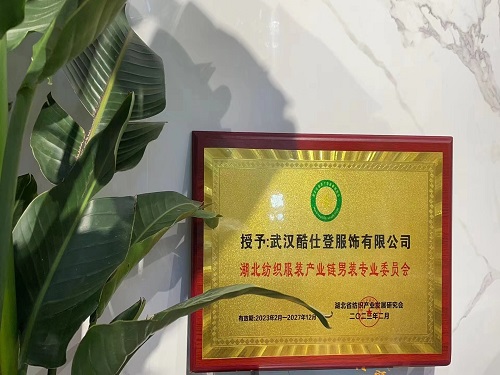 授予:武汉酷仕登服饰有限公司
湖北纺织服装产业链男装专业委员会
湖北省纺织产业发展研究会
有效期:2023年2月—2027年12月
二〇二三年二月